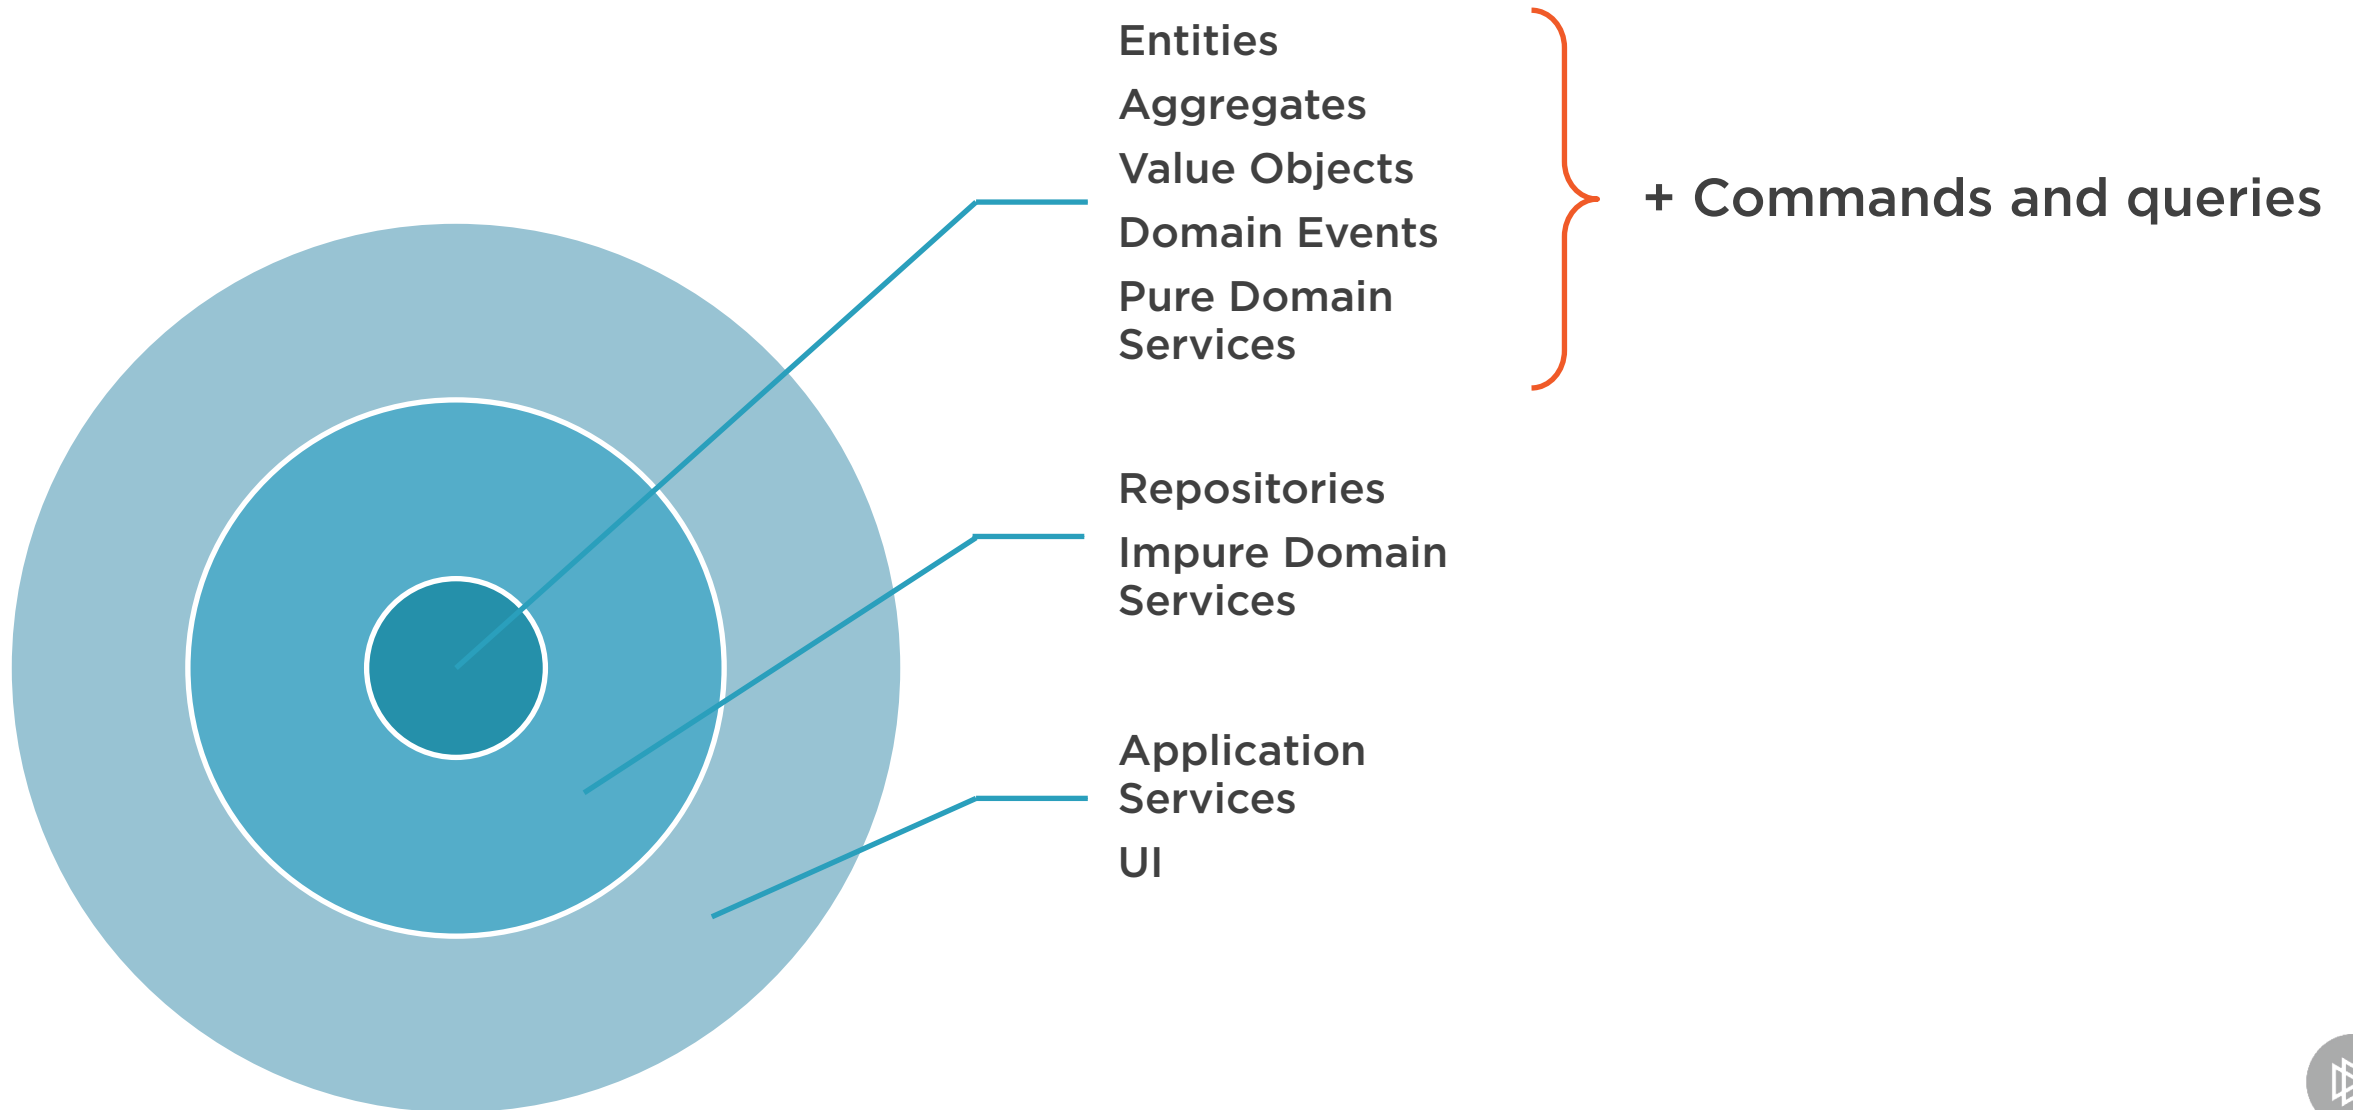 Entities
Aggregates
Value Objects
Domain Events
Pure Domain
Services
+ Commands and queries
Repositories
Impure Domain
Services
Application
Services
UI